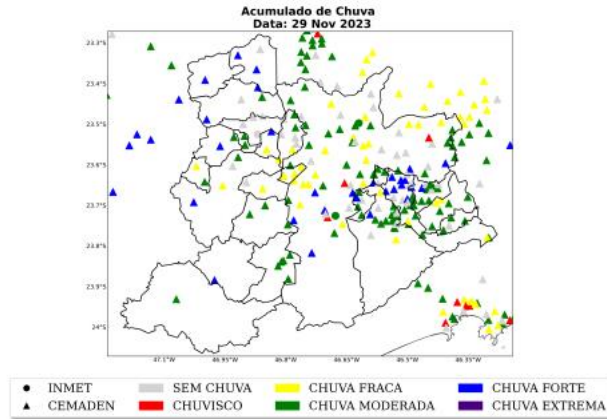 Acumulado de Chuva
Data: 29 Nov 2023
23.3°S
23.4°S
23.5°S
23.6°S
23.7°S
23.8°S
23.9°S
24°S
47.1°W
46.95°W
46.8°W
46.65°W
46.5°W
46.35°W
INMET
SEM CHUVA
CHUVA FRACA
CHUVA FORTE
CEMADEN
CHUVISCO
CHUVA MODERADA
CHUVA EXTREMA